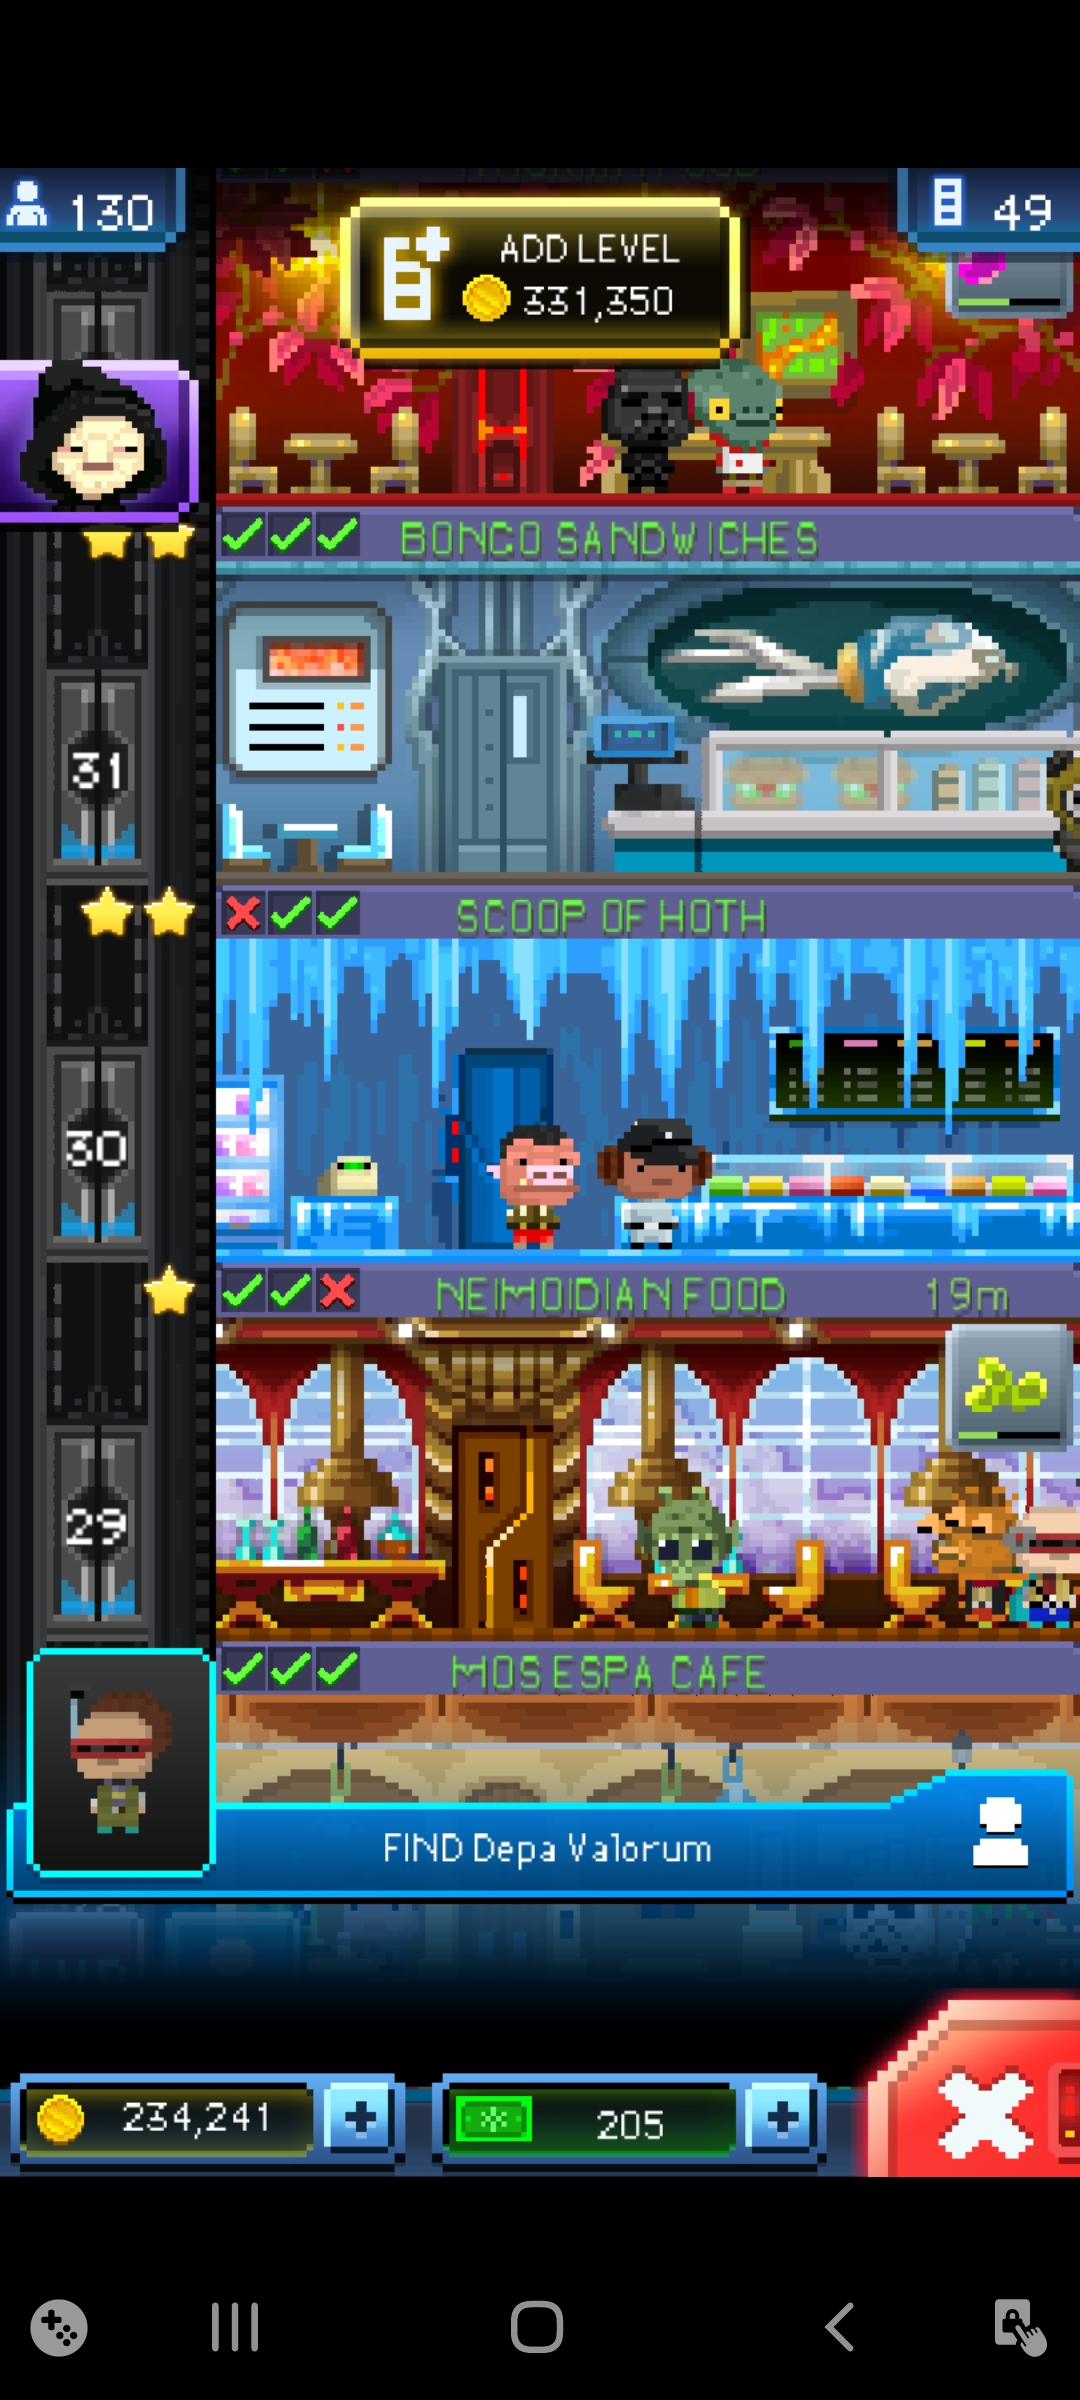 130
ADD LEVEL
331,350
49
BONGO SANDWICHES
31
SCOOP OF HOTH
30
NEIMOIDIAN FOOD 19m
29
MOS ESPA CAFE
FIND Depa Valorum
234,241
205